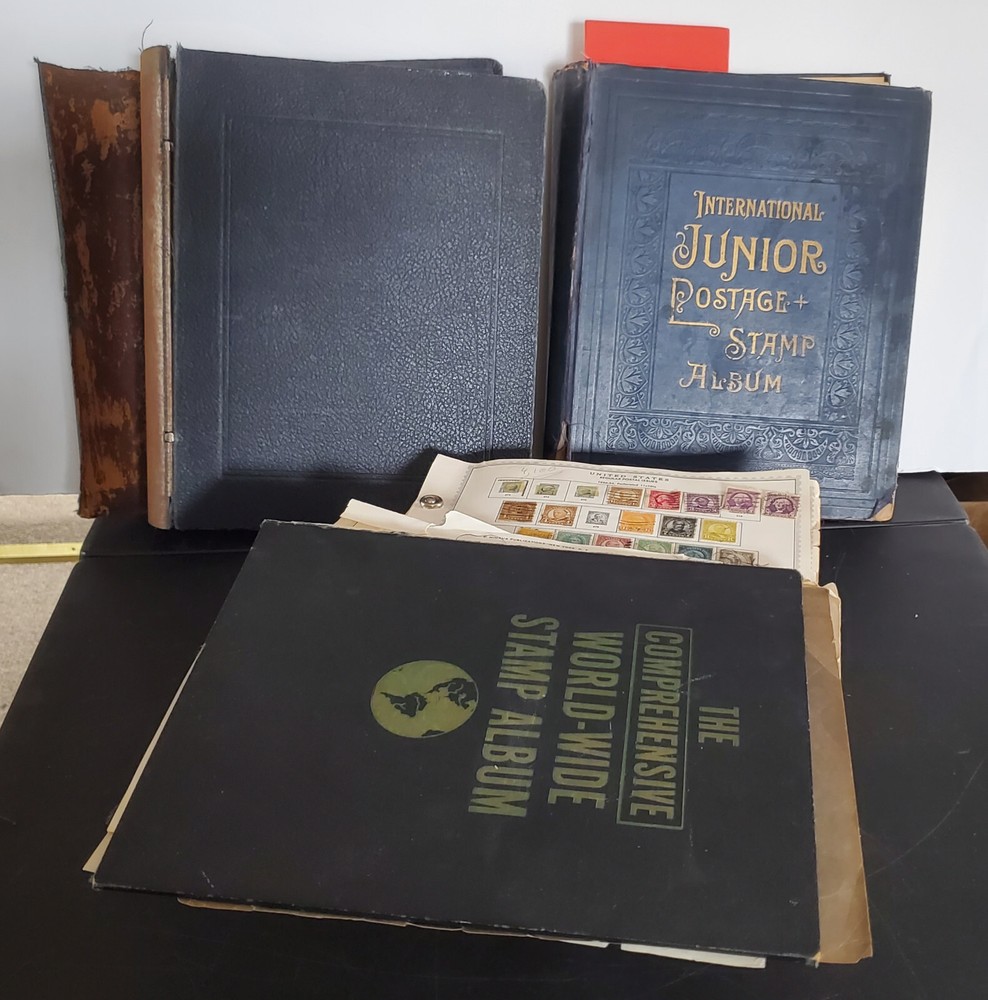 INTERNATIONAL
JUNIOR
POSTAGE
STAMP
ALBUM
UNITED STATES
THE
COMPREHENSIVE
WORLD-WIDE
STAMP ALBUM